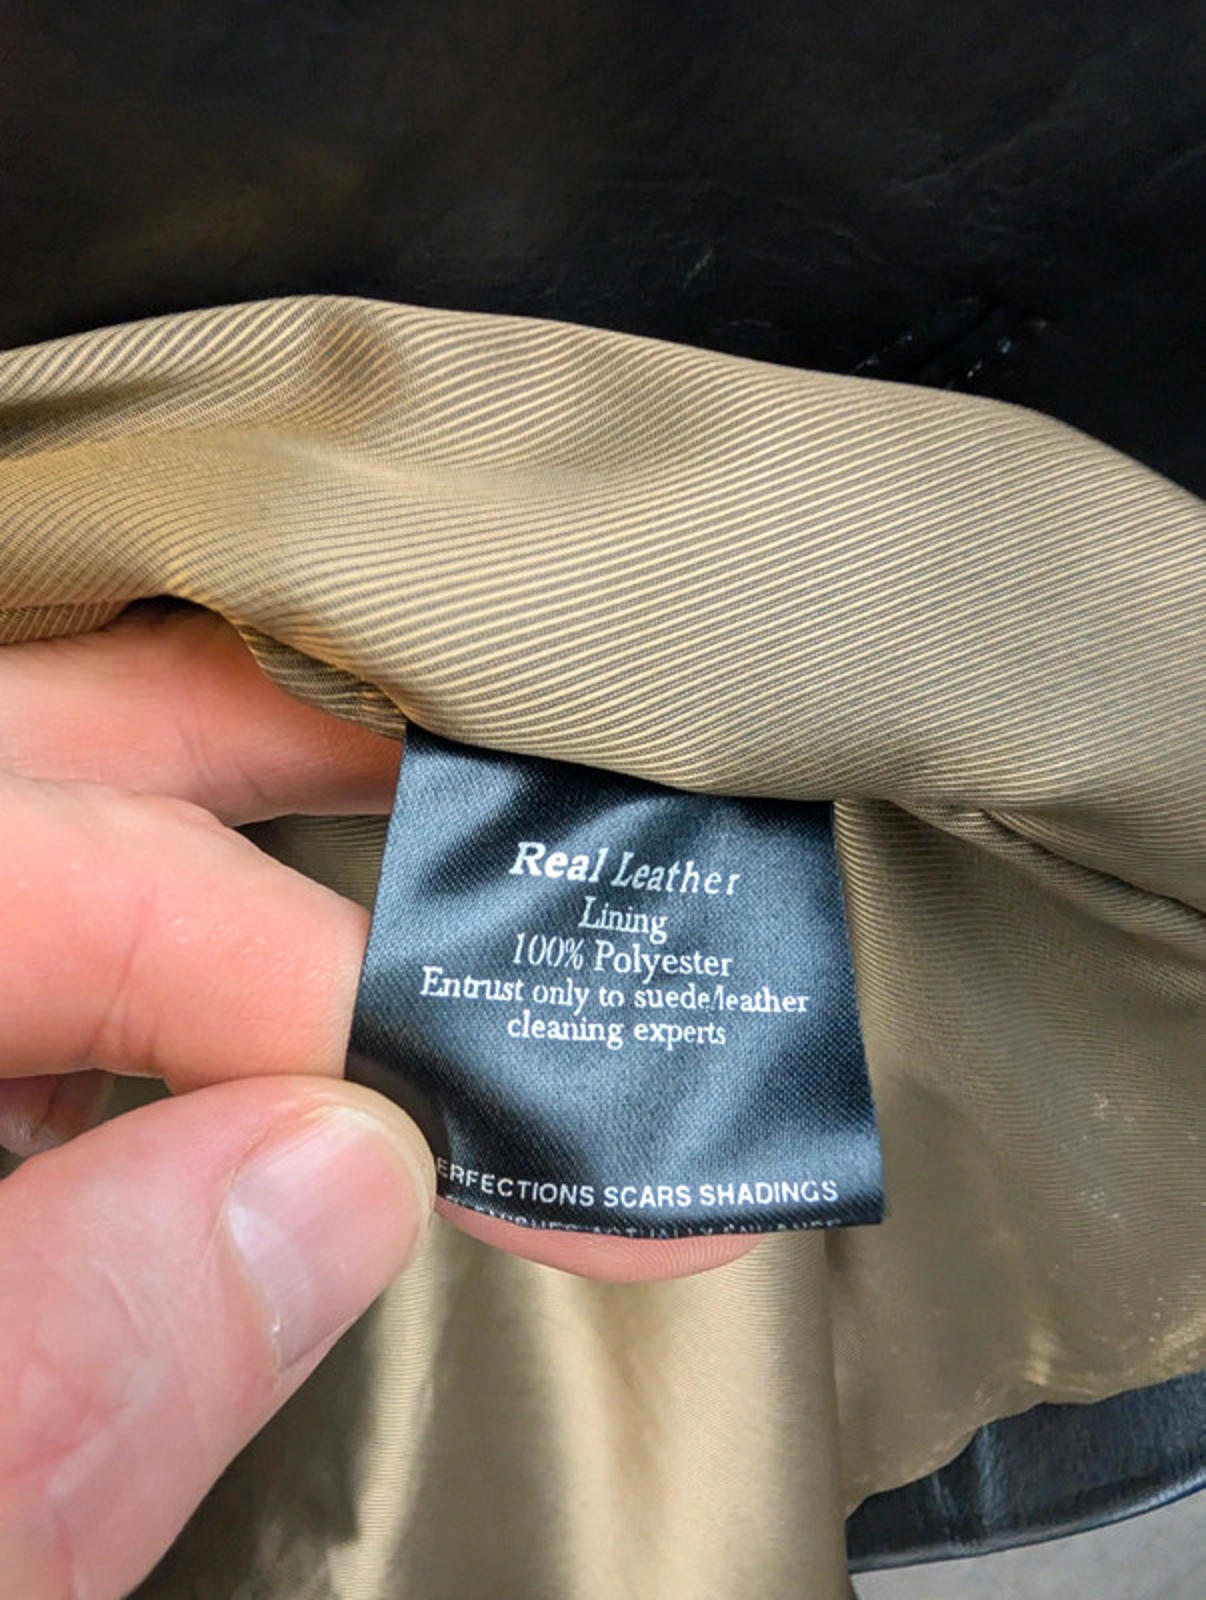 Real Leather
Lining
100% Polyester
Entrust only to suede/leather
cleaning experts
ERFECTIONS SCARS SHADINGS